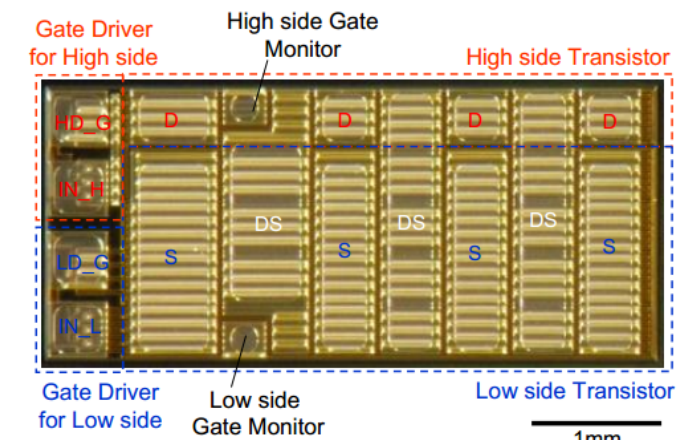 High side Gate
Monitor
Gate Driver
for High side
High side Transistor
HD_G
D
D
D
D
IN_H
DS
DS
DS
S
S
S
S
LD_G
IN_L
Gate Driver
for Low side
Low side
Gate Monitor
Low side Transistor
1mm